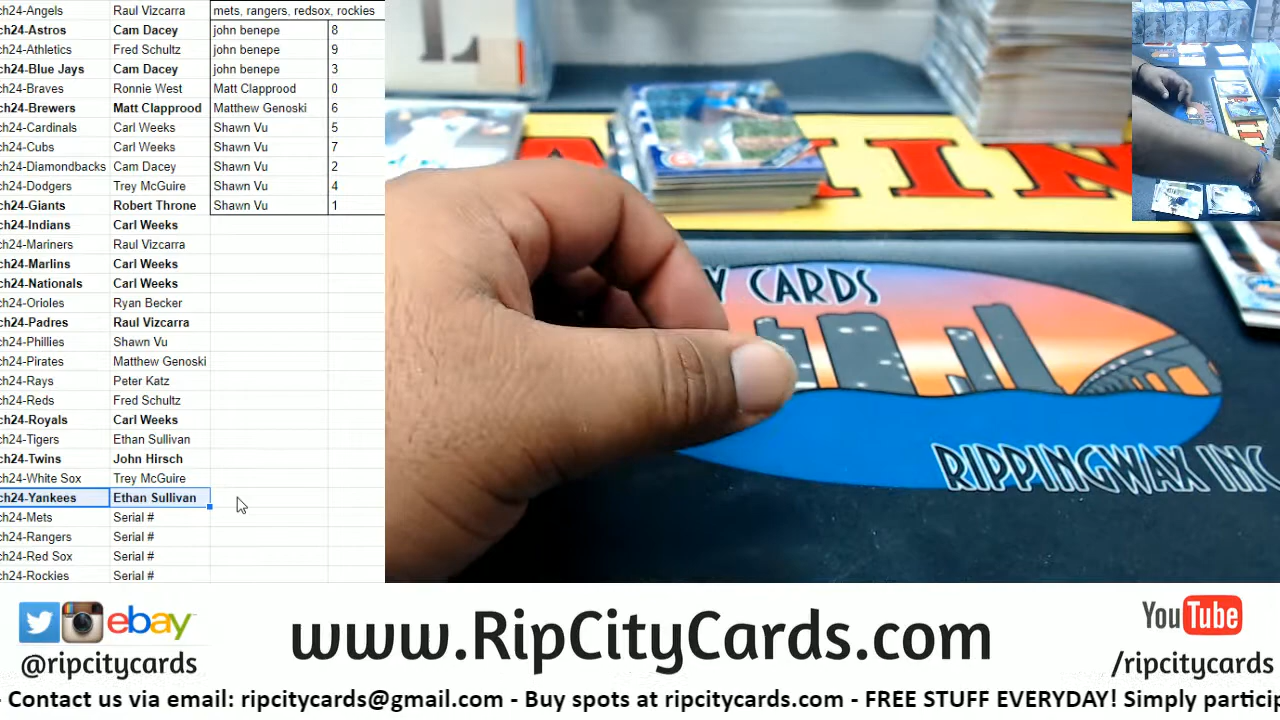 ch24-Angels Raul Vizcarra mets, rangers, redsox, rockies
ch24-Astros Cam Dacey john benepe 8
ch24-Athletics Fred Schultz john benepe 9
ch24-Blue Jays Cam Dacey john benepe 3
ch24-Braves Ronnie West Matt Clapprood 0
ch24-Brewers Matt Clapprood Matthew Genoski 6
ch24-Cardinals Carl Weeks Shawn Vu 5
ch24-Cubs Carl Weeks Shawn Vu 7
ch24-Diamondbacks Cam Dacey Shawn Vu 2
ch24-Dodgers Trey McGuire Shawn Vu 4
ch24-Giants Robert Throne Shawn Vu 1
ch24-Indians Carl Weeks
ch24-Mariners Raul Vizcarra
ch24-Marlins Carl Weeks
ch24-Nationals Carl Weeks
ch24-Orioles Ryan Becker
ch24-Padres Raul Vizcarra
ch24-Phillies Shawn Vu
ch24-Pirates Matthew Genoski
ch24-Rays Peter Katz
ch24-Reds Fred Schultz
ch24-Royals Carl Weeks
ch24-Tigers Ethan Sullivan
ch24-Twins John Hirsch
ch24-White Sox Trey McGuire
ch24-Yankees Ethan Sullivan
ch24-Mets Serial #
ch24-Rangers Serial #
ch24-Red Sox Serial #
ch24-Rockies Serial #
Y CARDS
RIPPINGWAX INC
ebay
@ripcitycards
www.RipCityCards.com
YouTube
/ripcitycards
- Contact us via email: ripcitycards@gmail.com - Buy spots at ripcitycards.com - FREE STUFF EVERYDAY! Simply particip